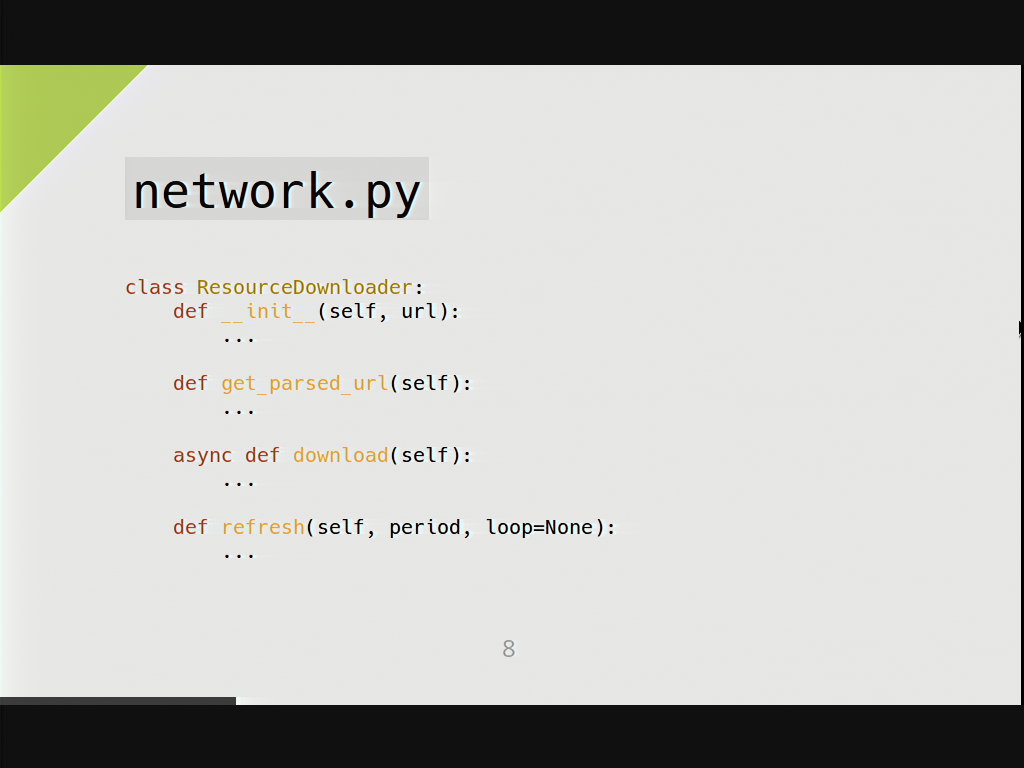 network.py
class ResourceDownloader:
    def __init__(self, url):
        ...
    def get_parsed_url(self):
        ...
    async def download(self):
        ...
    def refresh(self, period, loop=None):
        ...
8